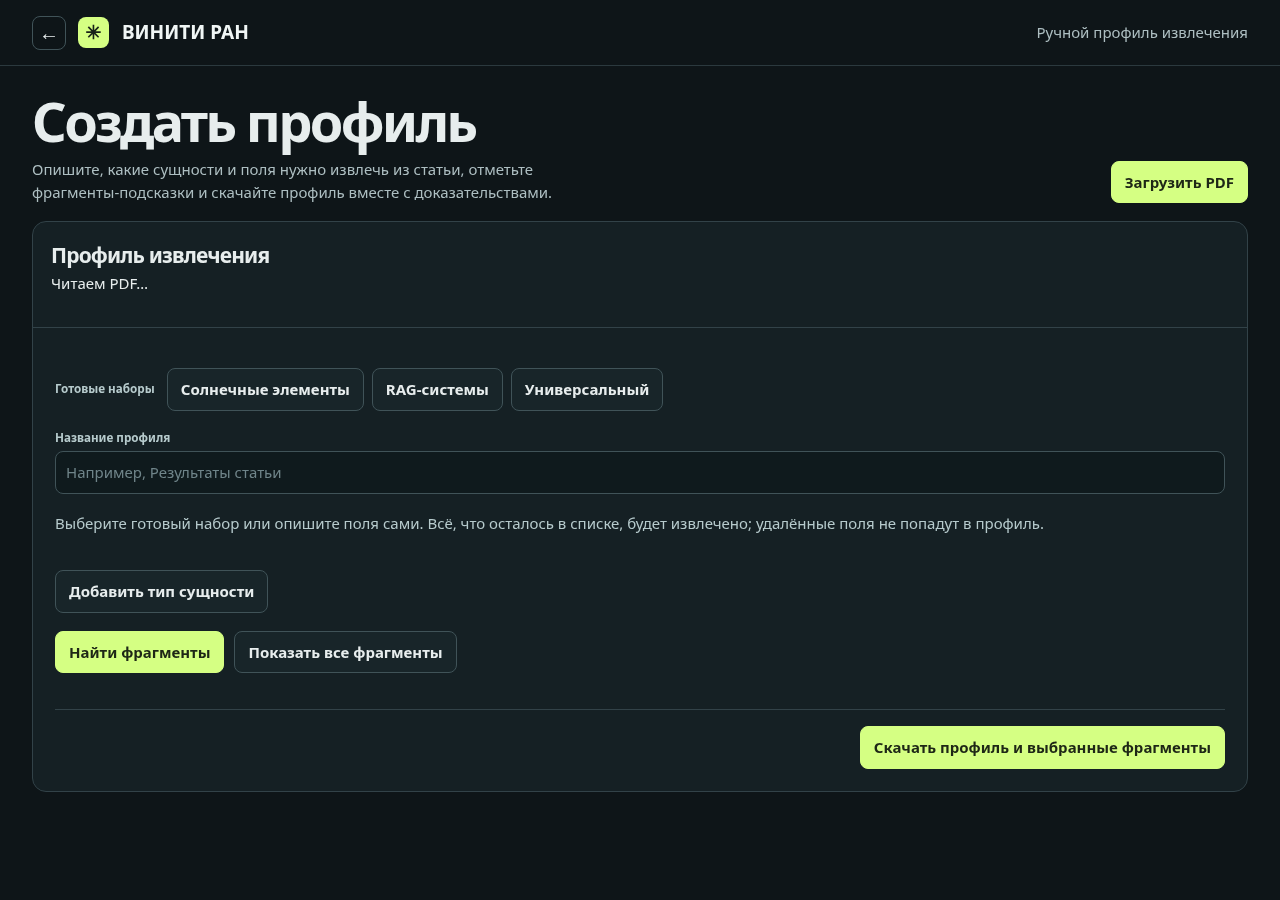 ←
✳ ВИНИТИ РАН
Ручной профиль извлечения
Создать профиль
Опишите, какие сущности и поля нужно извлечь из статьи, отметьте
фрагменты-подсказки и скачайте профиль вместе с доказательствами.
Загрузить PDF
Профиль извлечения
Читаем PDF…
Готовые наборы
Солнечные элементы
RAG-системы
Универсальный
Название профиля
Например, Результаты статьи
Выберите готовый набор или опишите поля сами. Всё, что осталось в списке, будет извлечено; удалённые поля не попадут в профиль.
Добавить тип сущности
Найти фрагменты
Показать все фрагменты
Скачать профиль и выбранные фрагменты